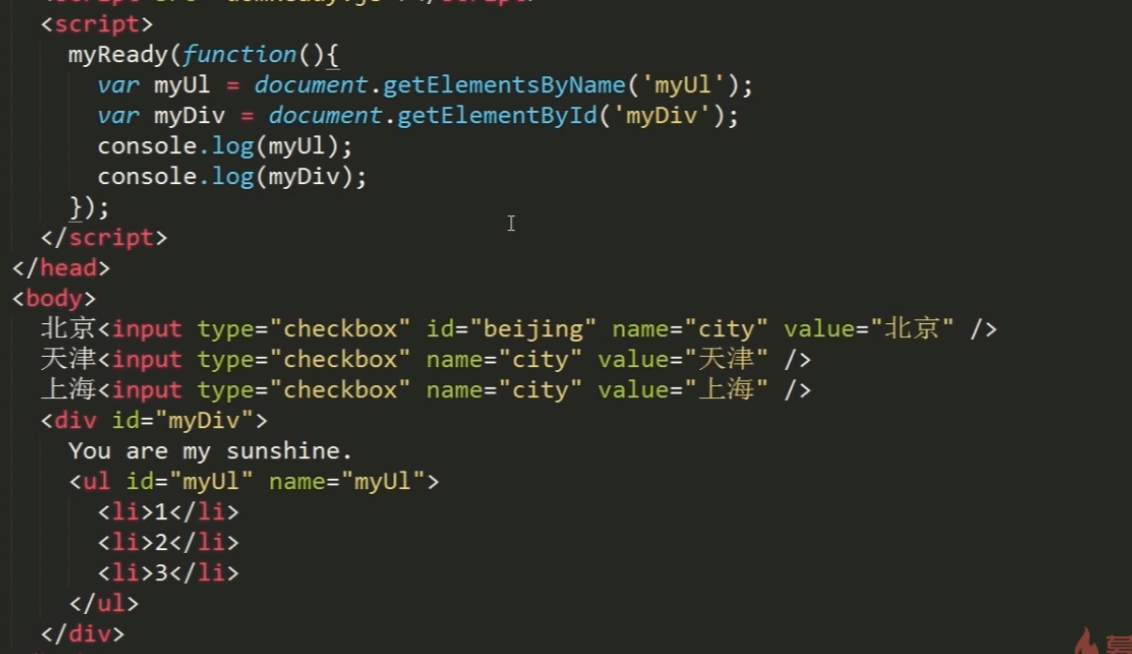 <script>
myReady(function(){
var myUl = document.getElementsByName('myUl');
var myDiv = document.getElementById('myDiv');
console.log(myUl);
console.log(myDiv);
});
</script>
</head>
<body>
北京<input type="checkbox" id="beijing" name="city" value="北京" />
天津<input type="checkbox" name="city" value="天津" />
上海<input type="checkbox" name="city" value="上海" />
<div id="myDiv">
You are my sunshine.
<ul id="myUl" name="myUl">
<li>1</li>
<li>2</li>
<li>3</li>
</ul>
</div>